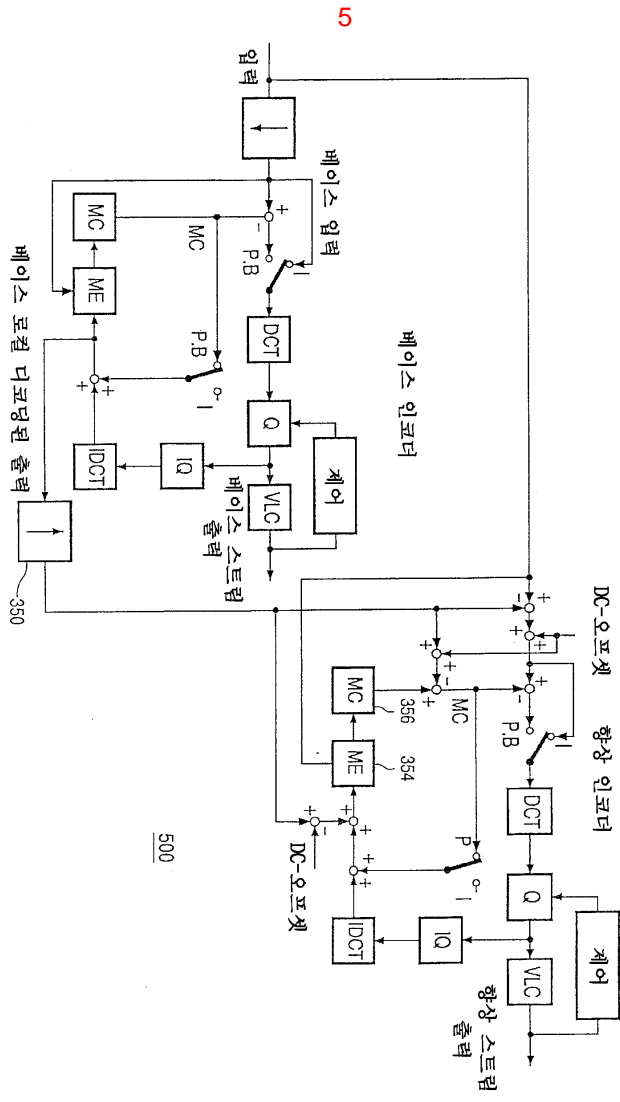 5
입력
베이스 입력
베이스 인코더
MC
ME
MC
P.B
I
DCT
Q
제어
VLC
P.B
I
IDCT
IQ
베이스 스트림
출력
베이스 로컬 디코딩된 출력
350
DC-오프셋
향상 인코더
MC
356
MC
ME
354
P.B
I
DCT
Q
제어
VLC
P
I
IDCT
IQ
DC-오프셋
향상 스트림
출력
500
+
-
+
+
+
-
+
+
+
-
+
+
+
-
+
+
-
+
+
+
+